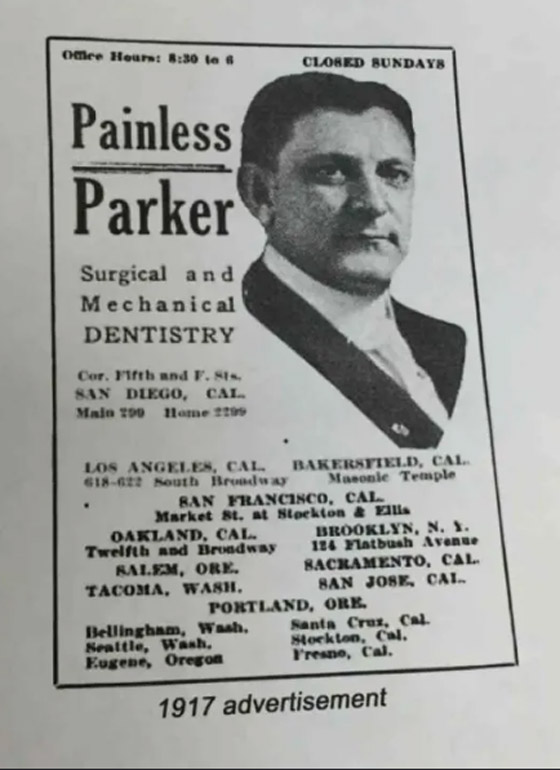 Office Hours: 8:30 to 6 CLOSED SUNDAYS
Painless
Parker
Surgical and
Mechanical
DENTISTRY
Cor. Fifth and F. Sts.
SAN DIEGO, CAL.
Main 299 Home 2299
LOS ANGELES, CAL. BAKERSFIELD, CAL.
618-622 South Broadway Masonic Temple
SAN FRANCISCO, CAL.
Market St. at Stockton & Ellis
OAKLAND, CAL. BROOKLYN, N. Y.
Twelfth and Broadway 124 Flatbush Avenue
SALEM, ORE. SACRAMENTO, CAL.
TACOMA, WASH. SAN JOSE, CAL.
PORTLAND, ORE.
Bellingham, Wash. Santa Cruz, Cal.
Seattle, Wash. Stockton, Cal.
Eugene, Oregon Fresno, Cal.
1917 advertisement